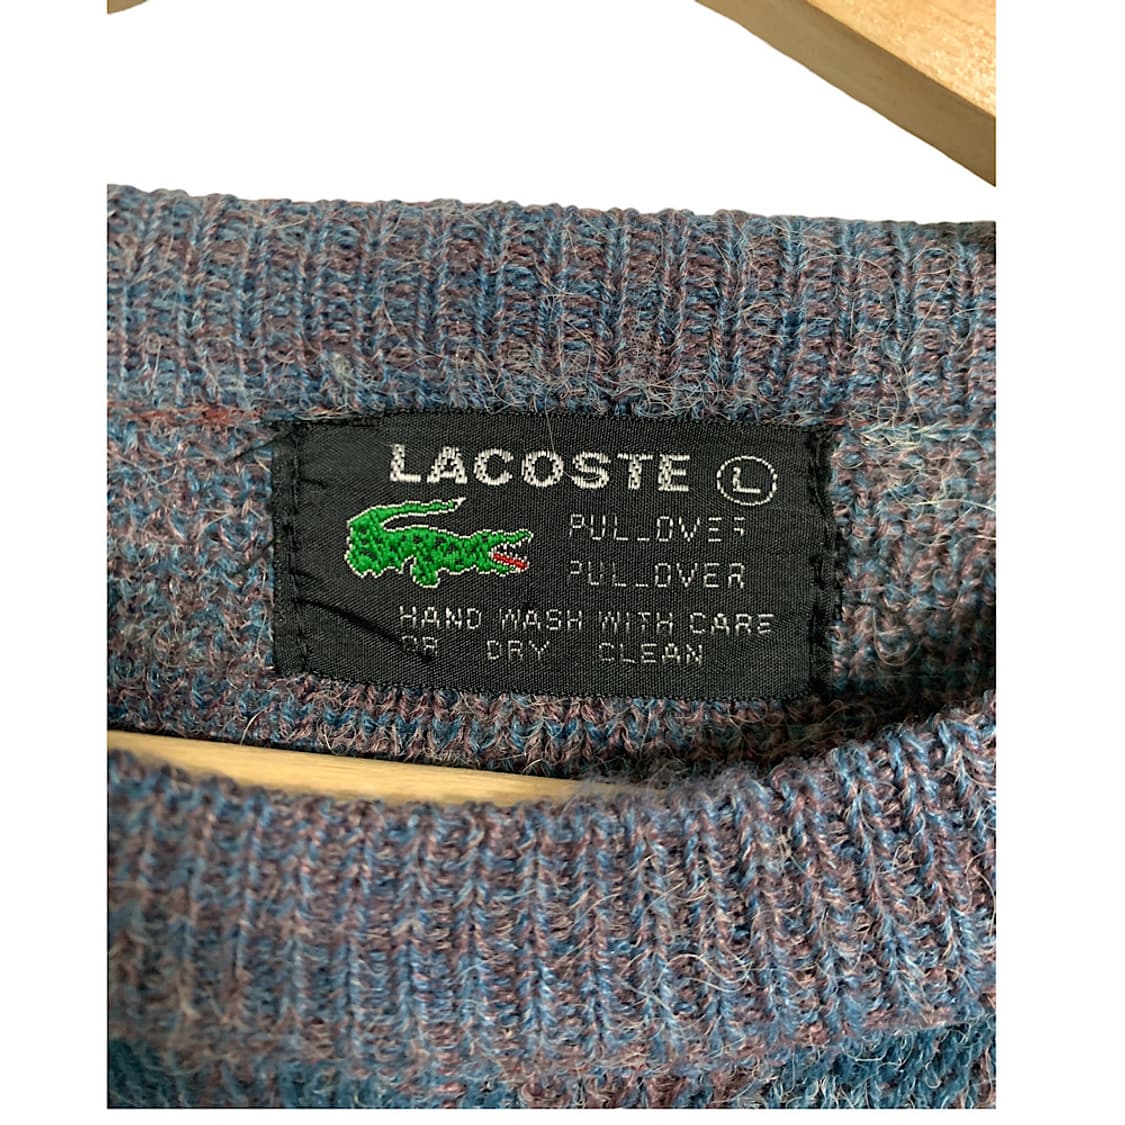 LACOSTE L
PULLOVER
PULLOVER
HAND WASH WITH CARE
OR DRY CLEAN